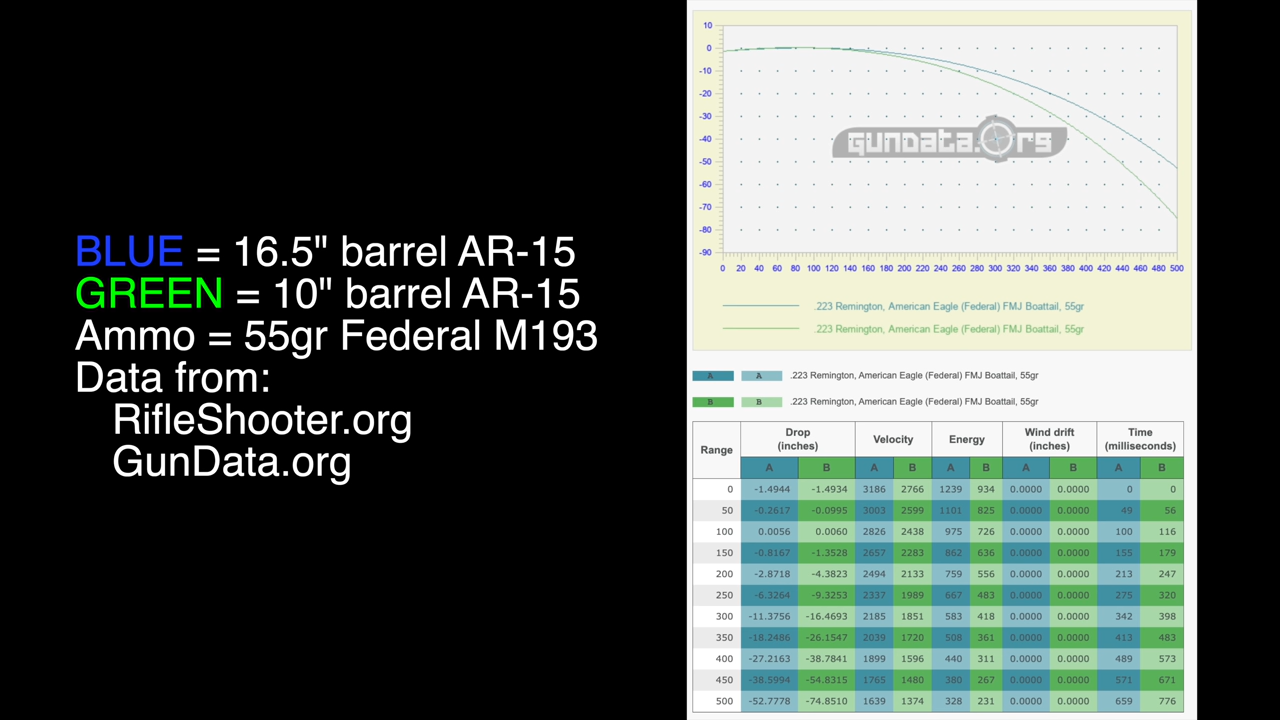 BLUE = 16.5" barrel AR-15
GREEN = 10" barrel AR-15
Ammo = 55gr Federal M193
Data from:
RifleShooter.org
GunData.org
10
0
-10
-20
-30
-40
-50
-60
-70
-80
-90
GUNDATA.ORG
0 20 40 60 80 100 120 140 160 180 200 220 240 260 280 300 320 340 360 380 400 420 440 460 480 500
.223 Remington, American Eagle (Federal) FMJ Boattail, 55gr
.223 Remington, American Eagle (Federal) FMJ Boattail, 55gr
A A .223 Remington, American Eagle (Federal) FMJ Boattail, 55gr
B B .223 Remington, American Eagle (Federal) FMJ Boattail, 55gr
Range Drop (inches) Velocity Energy Wind drift (inches) Time (milliseconds)
A B A B A B A B A B
0 -1.4944 -1.4934 3186 2766 1239 934 0.0000 0.0000 0 0
50 -0.2617 -0.0995 3003 2599 1101 825 0.0000 0.0000 49 56
100 0.0056 0.0060 2826 2438 975 726 0.0000 0.0000 100 116
150 -0.8167 -1.3528 2657 2283 862 636 0.0000 0.0000 155 179
200 -2.8718 -4.3823 2494 2133 759 556 0.0000 0.0000 213 247
250 -6.3264 -9.3253 2337 1989 667 483 0.0000 0.0000 275 320
300 -11.3756 -16.4693 2185 1851 583 418 0.0000 0.0000 342 398
350 -18.2486 -26.1547 2039 1720 508 361 0.0000 0.0000 413 483
400 -27.2163 -38.7841 1899 1596 440 311 0.0000 0.0000 489 573
450 -38.5994 -54.8315 1765 1480 380 267 0.0000 0.0000 571 671
500 -52.7778 -74.8510 1639 1374 328 231 0.0000 0.0000 659 776